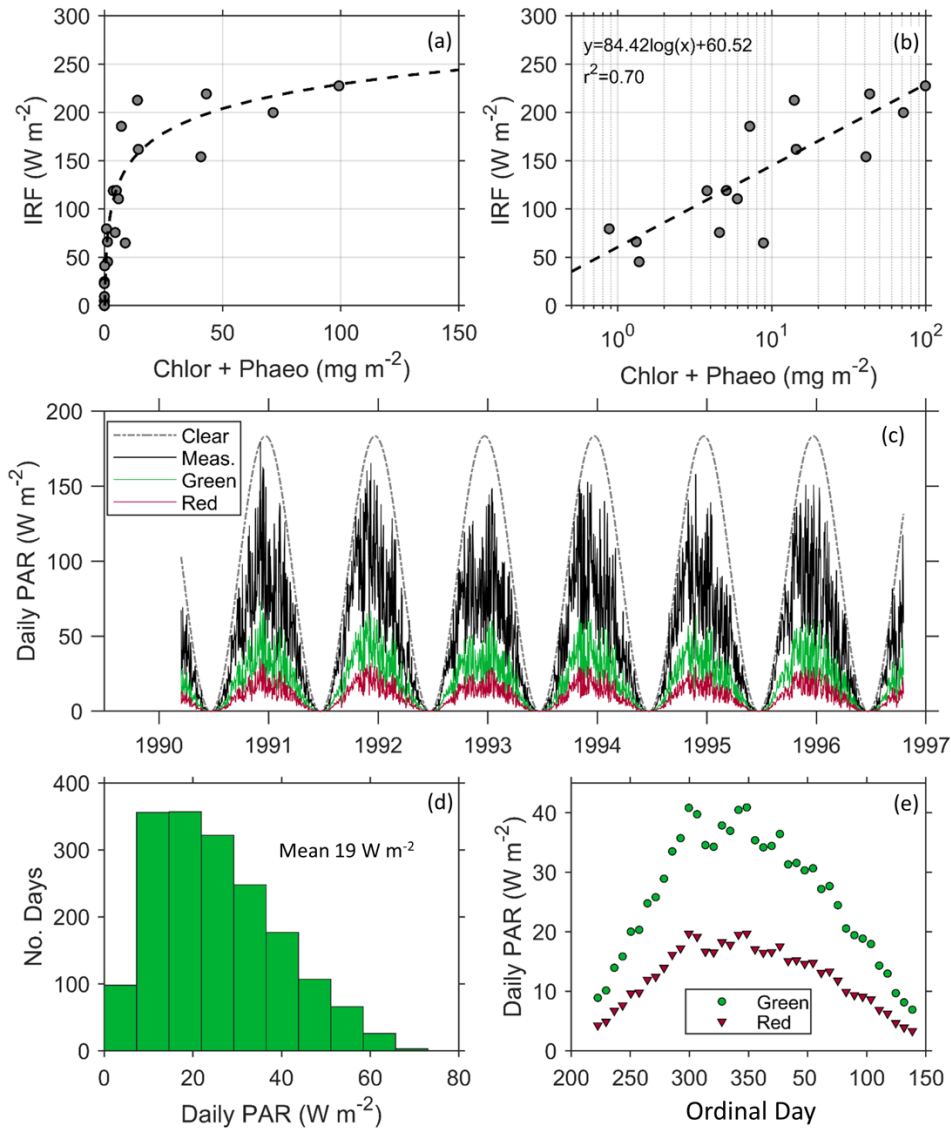 (a)
300
250
200
150
100
50
0
IRF (W m-2)
0 50 100 150
Chlor + Phaeo (mg m-2)
(b)
y=84.42log(x)+60.52
r2=0.70
300
250
200
150
100
50
0
IRF (W m-2)
100 101 102
Chlor + Phaeo (mg m-2)
(c)
200
150
100
50
0
Daily PAR (W m-2)
Clear
Meas.
Green
Red
1990 1991 1992 1993 1994 1995 1996 1997
(d)
Mean 19 W m-2
400
300
200
100
0
No. Days
0 20 40 60 80
Daily PAR (W m-2)
(e)
40
30
20
10
0
Daily PAR (W m-2)
Green
Red
200 250 300 350 50 100 150
Ordinal Day